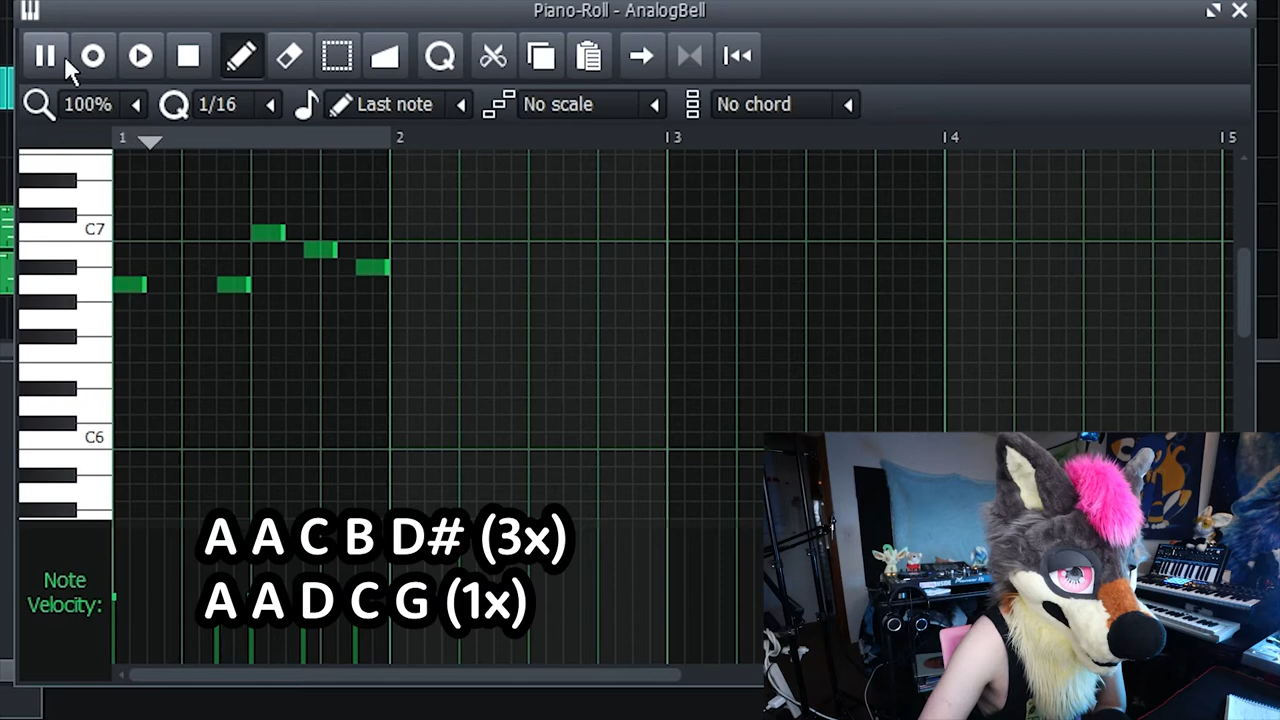 Piano-Roll - AnalogBell
100% 1/16 Last note No scale No chord
1 2 3 4 5
C7
C6
A A C B D# (3x)
A A D C G (1x)
Note
Velocity: